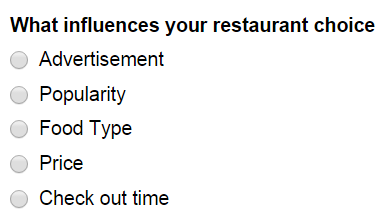 What influences your restaurant choice
Advertisement
Popularity
Food Type
Price
Check out time